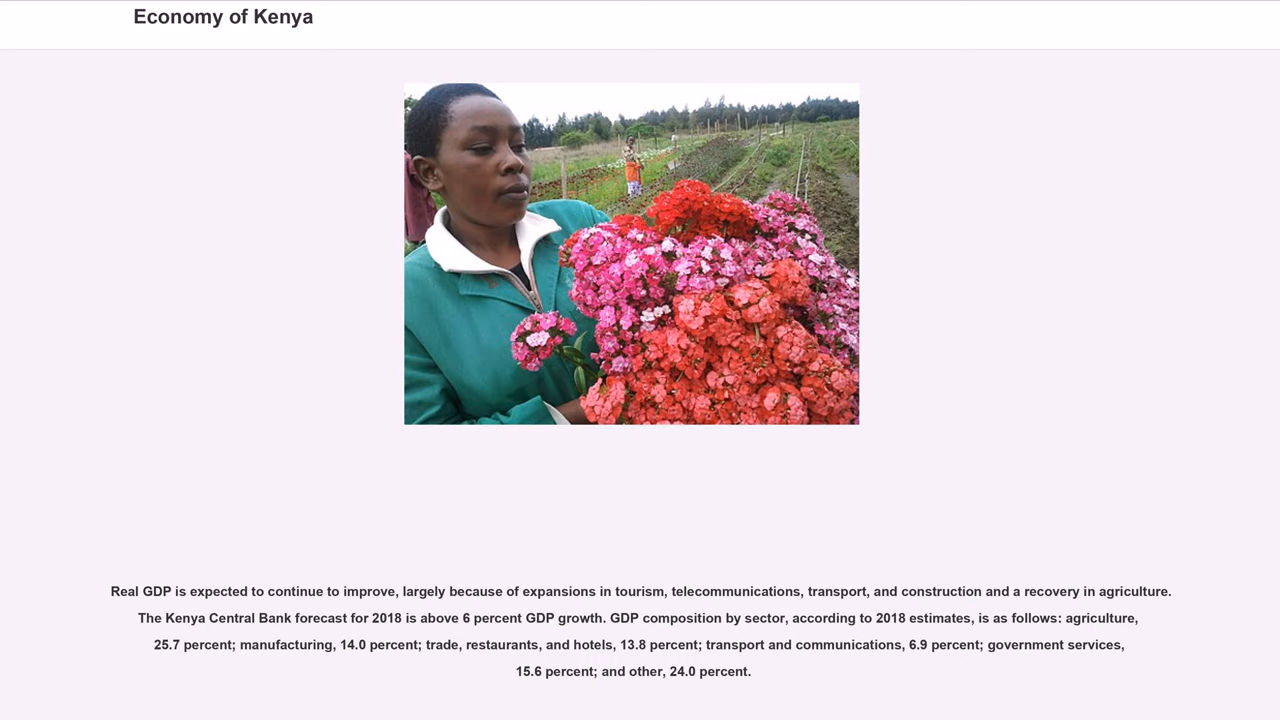 Economy of Kenya
Real GDP is expected to continue to improve, largely because of expansions in tourism, telecommunications, transport, and construction and a recovery in agriculture.
The Kenya Central Bank forecast for 2018 is above 6 percent GDP growth. GDP composition by sector, according to 2018 estimates, is as follows: agriculture,
25.7 percent; manufacturing, 14.0 percent; trade, restaurants, and hotels, 13.8 percent; transport and communications, 6.9 percent; government services,
15.6 percent; and other, 24.0 percent.